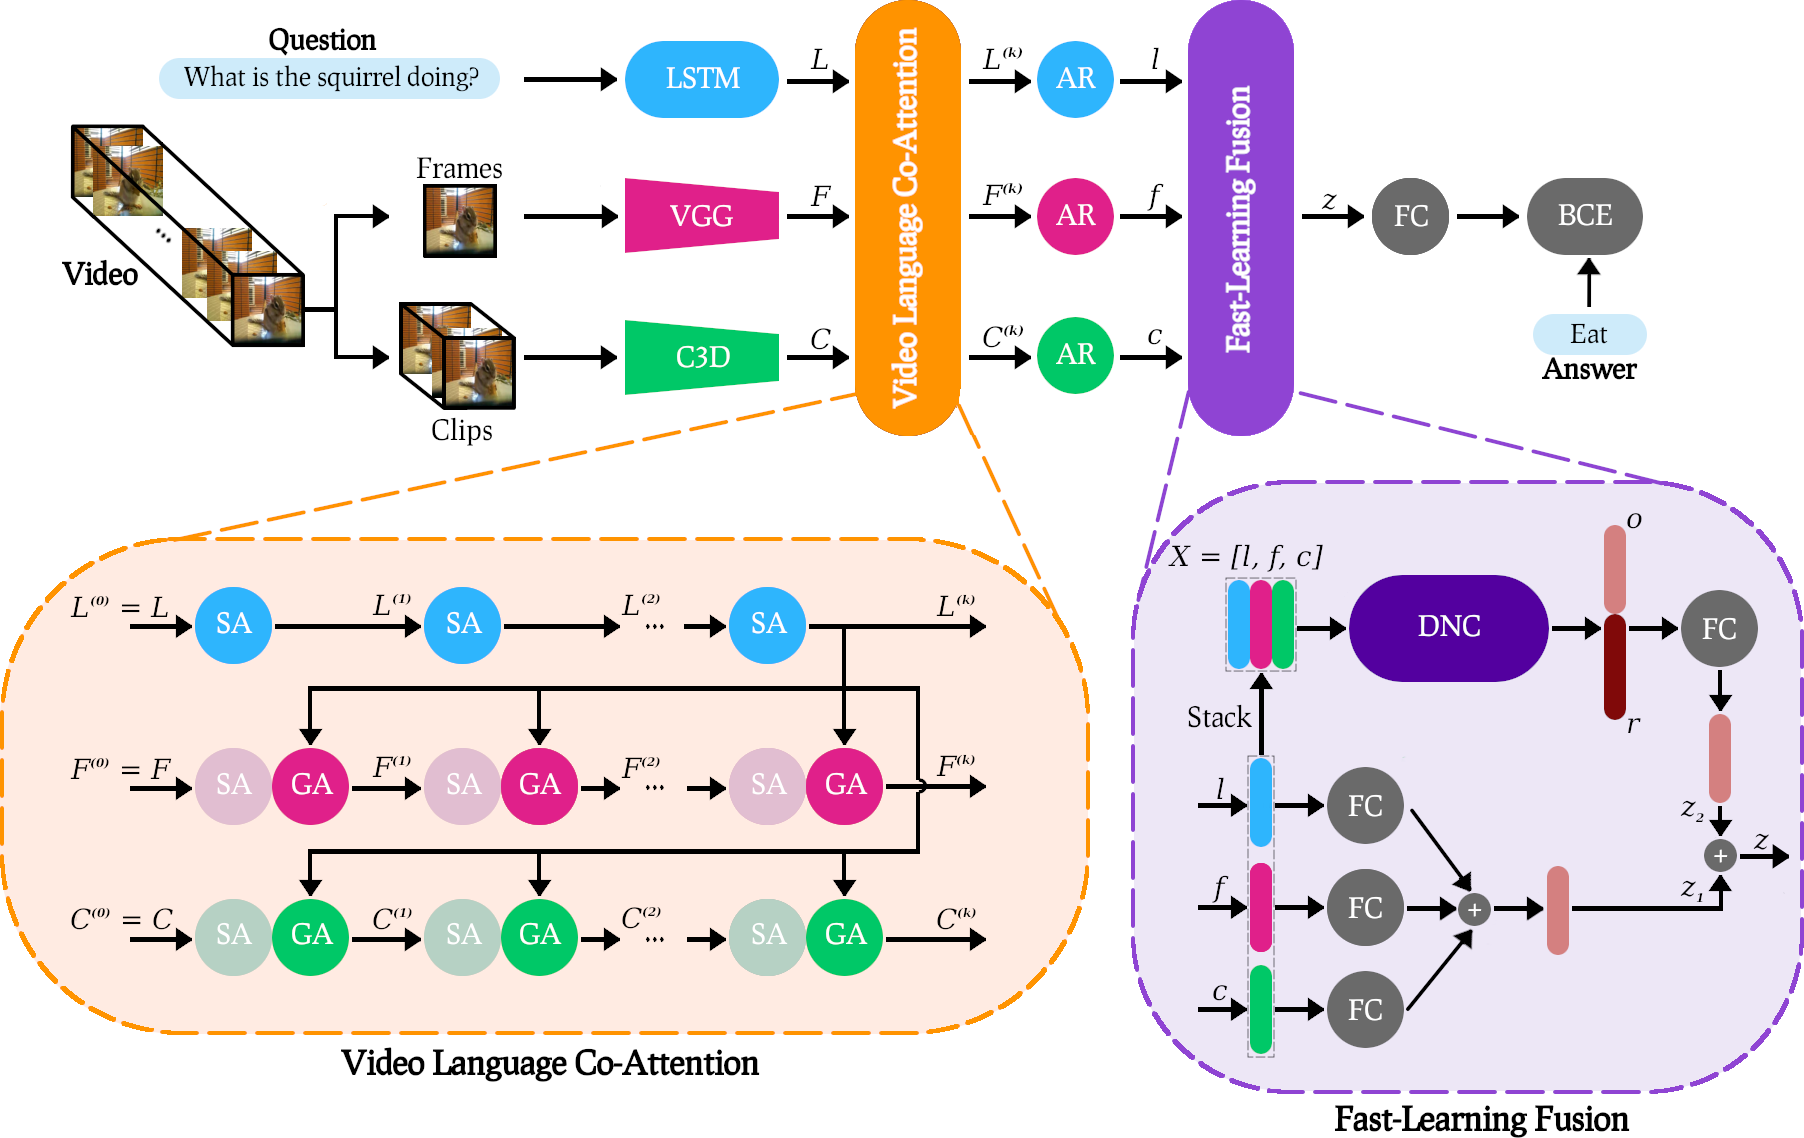 Question
What is the squirrel doing?
LSTM
L
L⁽ᵏ⁾
AR
l
Video Language Co-Attention
Fast-Learning Fusion
Frames
VGG
F
F⁽ᵏ⁾
AR
f
z
FC
BCE
...
Video
Eat
Answer
C3D
C
C⁽ᵏ⁾
AR
c
Clips
L⁽⁰⁾ = L
SA
L⁽¹⁾
SA
L⁽²⁾
...
SA
L⁽ᵏ⁾
F⁽⁰⁾ = F
SA
GA
F⁽¹⁾
SA
GA
F⁽²⁾
...
SA
GA
F⁽ᵏ⁾
C⁽⁰⁾ = C
SA
GA
C⁽¹⁾
SA
GA
C⁽²⁾
...
SA
GA
C⁽ᵏ⁾
Video Language Co-Attention
X = [l, f, c]
DNC
o
r
FC
Stack
l
FC
z₂
f
FC
+
z₁
+
z
c
FC
Fast-Learning Fusion